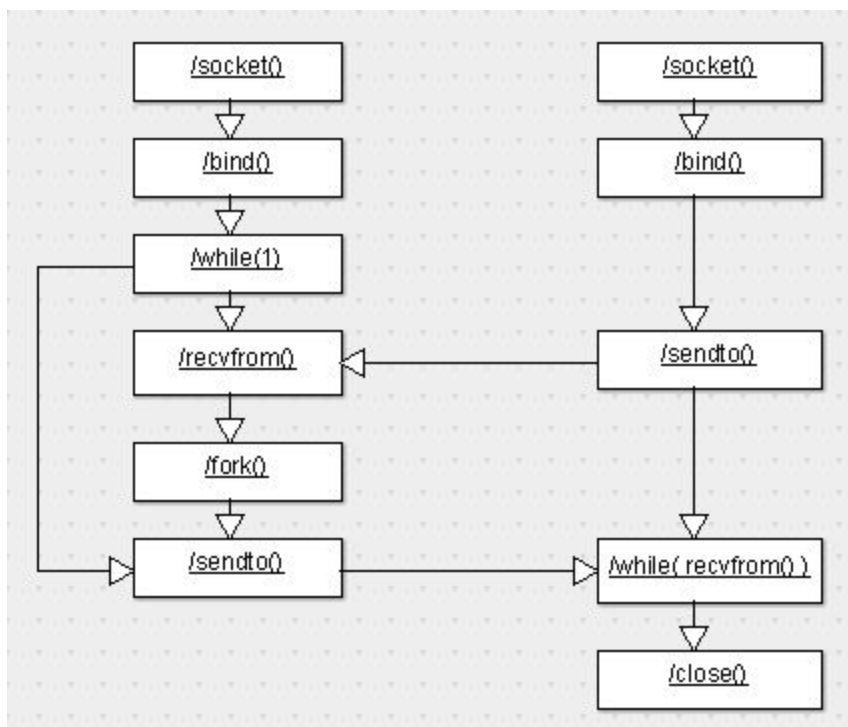 /socket()
/bind()
/while(1)
/recvfrom()
/fork()
/sendto()
/socket()
/bind()
/sendto()
/while( recvfrom() )
/close()